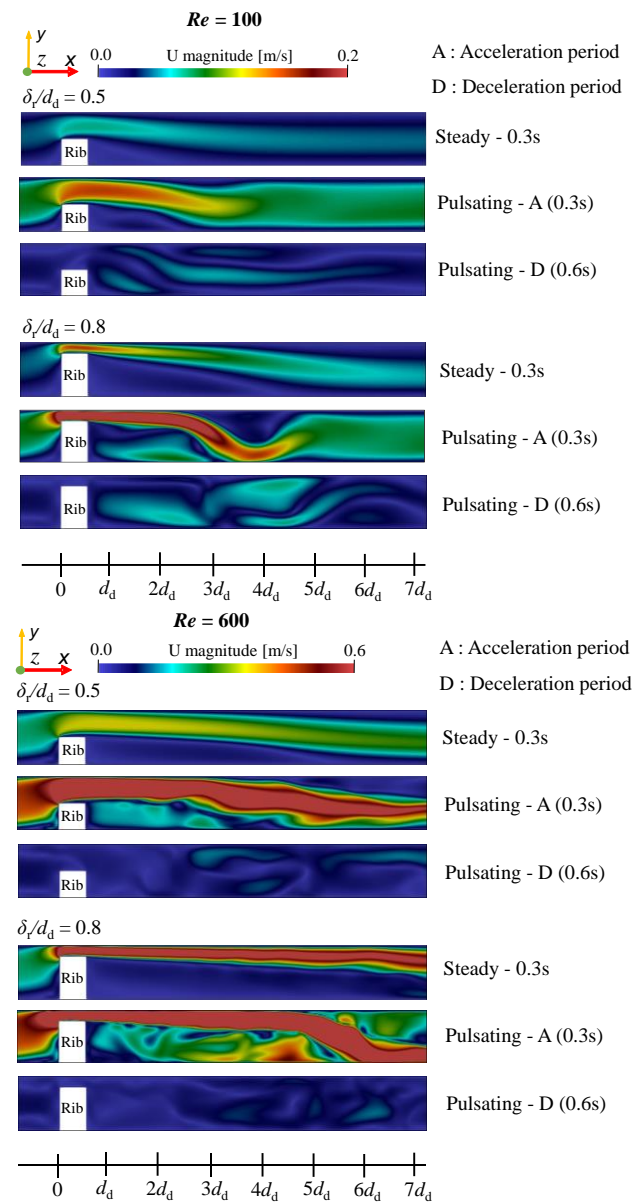 Re = 100
y
z x
0.0 U magnitude [m/s] 0.2
A : Acceleration period
D : Deceleration period
δr/dd = 0.5
Rib
Steady - 0.3s
Pulsating - A (0.3s)
Rib
Pulsating - D (0.6s)
Rib
δr/dd = 0.8
Steady - 0.3s
Rib
Pulsating - A (0.3s)
Rib
Pulsating - D (0.6s)
Rib
0 dd 2dd 3dd 4dd 5dd 6dd 7dd
Re = 600
y
z x
0.0 U magnitude [m/s] 0.6
A : Acceleration period
D : Deceleration period
δr/dd = 0.5
Steady - 0.3s
Rib
Pulsating - A (0.3s)
Rib
Pulsating - D (0.6s)
Rib
δr/dd = 0.8
Steady - 0.3s
Rib
Pulsating - A (0.3s)
Rib
Pulsating - D (0.6s)
Rib
0 dd 2dd 3dd 4dd 5dd 6dd 7dd